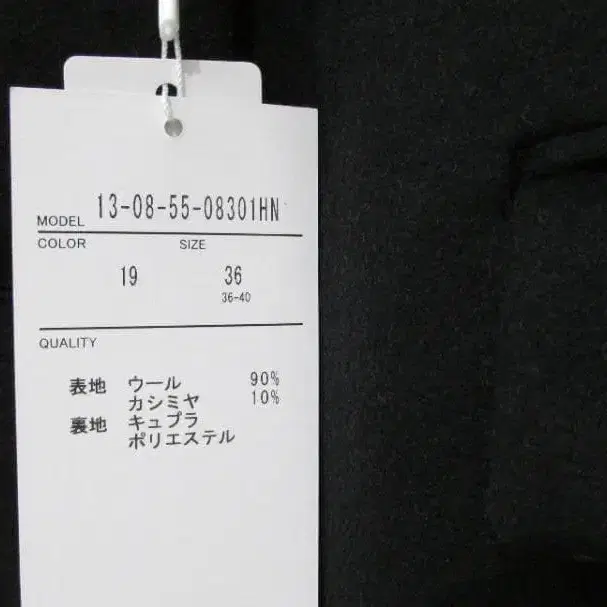 MODEL 13-08-55-08301HN
COLOR SIZE
19 36
36-40
QUALITY
表地 ウール 90%
カシミヤ 10%
裏地 キュプラ
ポリエステル